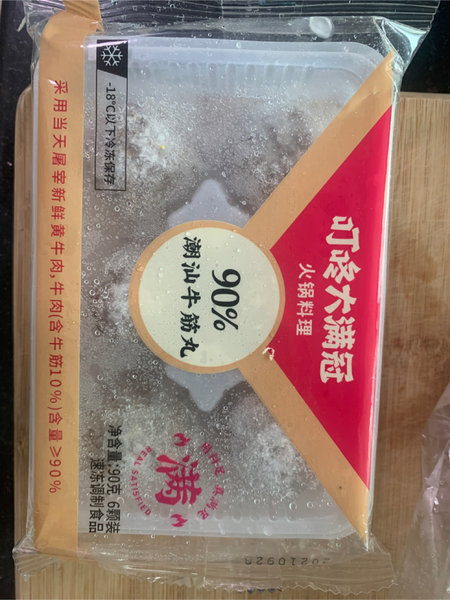 叮咚大满冠
火锅料理
90%
潮汕牛筋丸
-18°C以下冷冻保存
采用当天屠宰新鲜黄牛肉,牛肉(含牛筋10%)含量≥90%
满
REAL SATISFIED
净含量:90克 6颗装
速冻调制食品
20210928